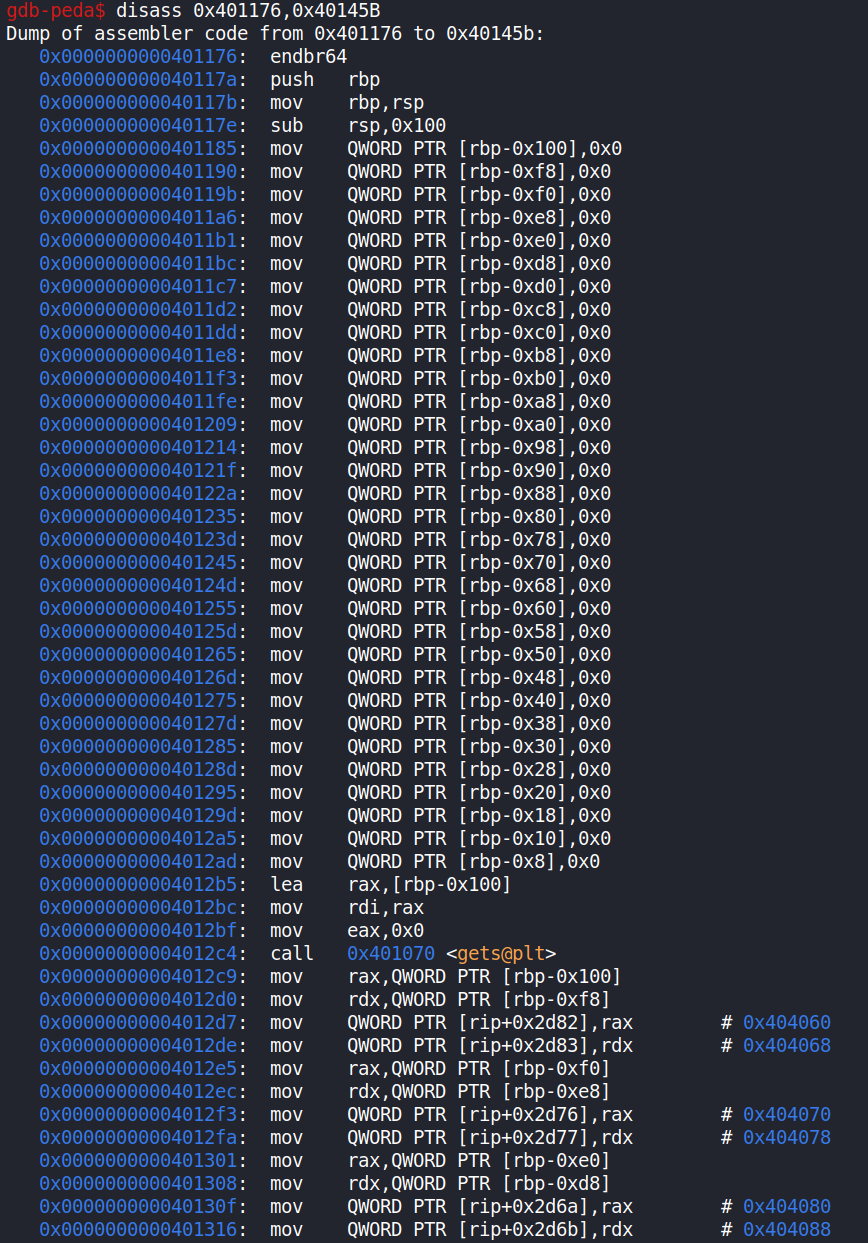 gdb-peda$ disass 0x401176,0x40145B
Dump of assembler code from 0x401176 to 0x40145b:
   0x0000000000401176:  endbr64
   0x000000000040117a:  push   rbp
   0x000000000040117b:  mov    rbp,rsp
   0x000000000040117e:  sub    rsp,0x100
   0x0000000000401185:  mov    QWORD PTR [rbp-0x100],0x0
   0x0000000000401190:  mov    QWORD PTR [rbp-0xf8],0x0
   0x000000000040119b:  mov    QWORD PTR [rbp-0xf0],0x0
   0x00000000004011a6:  mov    QWORD PTR [rbp-0xe8],0x0
   0x00000000004011b1:  mov    QWORD PTR [rbp-0xe0],0x0
   0x00000000004011bc:  mov    QWORD PTR [rbp-0xd8],0x0
   0x00000000004011c7:  mov    QWORD PTR [rbp-0xd0],0x0
   0x00000000004011d2:  mov    QWORD PTR [rbp-0xc8],0x0
   0x00000000004011dd:  mov    QWORD PTR [rbp-0xc0],0x0
   0x00000000004011e8:  mov    QWORD PTR [rbp-0xb8],0x0
   0x00000000004011f3:  mov    QWORD PTR [rbp-0xb0],0x0
   0x00000000004011fe:  mov    QWORD PTR [rbp-0xa8],0x0
   0x0000000000401209:  mov    QWORD PTR [rbp-0xa0],0x0
   0x0000000000401214:  mov    QWORD PTR [rbp-0x98],0x0
   0x000000000040121f:  mov    QWORD PTR [rbp-0x90],0x0
   0x000000000040122a:  mov    QWORD PTR [rbp-0x88],0x0
   0x0000000000401235:  mov    QWORD PTR [rbp-0x80],0x0
   0x000000000040123d:  mov    QWORD PTR [rbp-0x78],0x0
   0x0000000000401245:  mov    QWORD PTR [rbp-0x70],0x0
   0x000000000040124d:  mov    QWORD PTR [rbp-0x68],0x0
   0x0000000000401255:  mov    QWORD PTR [rbp-0x60],0x0
   0x000000000040125d:  mov    QWORD PTR [rbp-0x58],0x0
   0x0000000000401265:  mov    QWORD PTR [rbp-0x50],0x0
   0x000000000040126d:  mov    QWORD PTR [rbp-0x48],0x0
   0x0000000000401275:  mov    QWORD PTR [rbp-0x40],0x0
   0x000000000040127d:  mov    QWORD PTR [rbp-0x38],0x0
   0x0000000000401285:  mov    QWORD PTR [rbp-0x30],0x0
   0x000000000040128d:  mov    QWORD PTR [rbp-0x28],0x0
   0x0000000000401295:  mov    QWORD PTR [rbp-0x20],0x0
   0x000000000040129d:  mov    QWORD PTR [rbp-0x18],0x0
   0x00000000004012a5:  mov    QWORD PTR [rbp-0x10],0x0
   0x00000000004012ad:  mov    QWORD PTR [rbp-0x8],0x0
   0x00000000004012b5:  lea    rax,[rbp-0x100]
   0x00000000004012bc:  mov    rdi,rax
   0x00000000004012bf:  mov    eax,0x0
   0x00000000004012c4:  call   0x401070 <gets@plt>
   0x00000000004012c9:  mov    rax,QWORD PTR [rbp-0x100]
   0x00000000004012d0:  mov    rdx,QWORD PTR [rbp-0xf8]
   0x00000000004012d7:  mov    QWORD PTR [rip+0x2d82],rax        # 0x404060
   0x00000000004012de:  mov    QWORD PTR [rip+0x2d83],rdx        # 0x404068
   0x00000000004012e5:  mov    rax,QWORD PTR [rbp-0xf0]
   0x00000000004012ec:  mov    rdx,QWORD PTR [rbp-0xe8]
   0x00000000004012f3:  mov    QWORD PTR [rip+0x2d76],rax        # 0x404070
   0x00000000004012fa:  mov    QWORD PTR [rip+0x2d77],rdx        # 0x404078
   0x0000000000401301:  mov    rax,QWORD PTR [rbp-0xe0]
   0x0000000000401308:  mov    rdx,QWORD PTR [rbp-0xd8]
   0x000000000040130f:  mov    QWORD PTR [rip+0x2d6a],rax        # 0x404080
   0x0000000000401316:  mov    QWORD PTR [rip+0x2d6b],rdx        # 0x404088